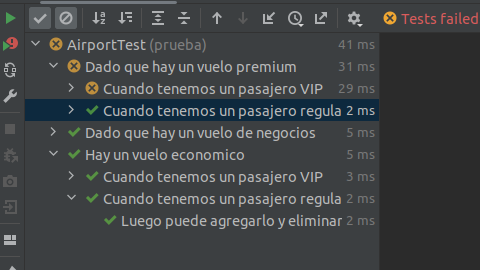 Tests failed
AirportTest (prueba) 41 ms
Dado que hay un vuelo premium 31 ms
Cuando tenemos un pasajero VIP 29 ms
Cuando tenemos un pasajero regula 2 ms
Dado que hay un vuelo de negocios 5 ms
Hay un vuelo economico 5 ms
Cuando tenemos un pasajero VIP 3 ms
Cuando tenemos un pasajero regula 2 ms
Luego puede agregarlo y eliminar 2 ms